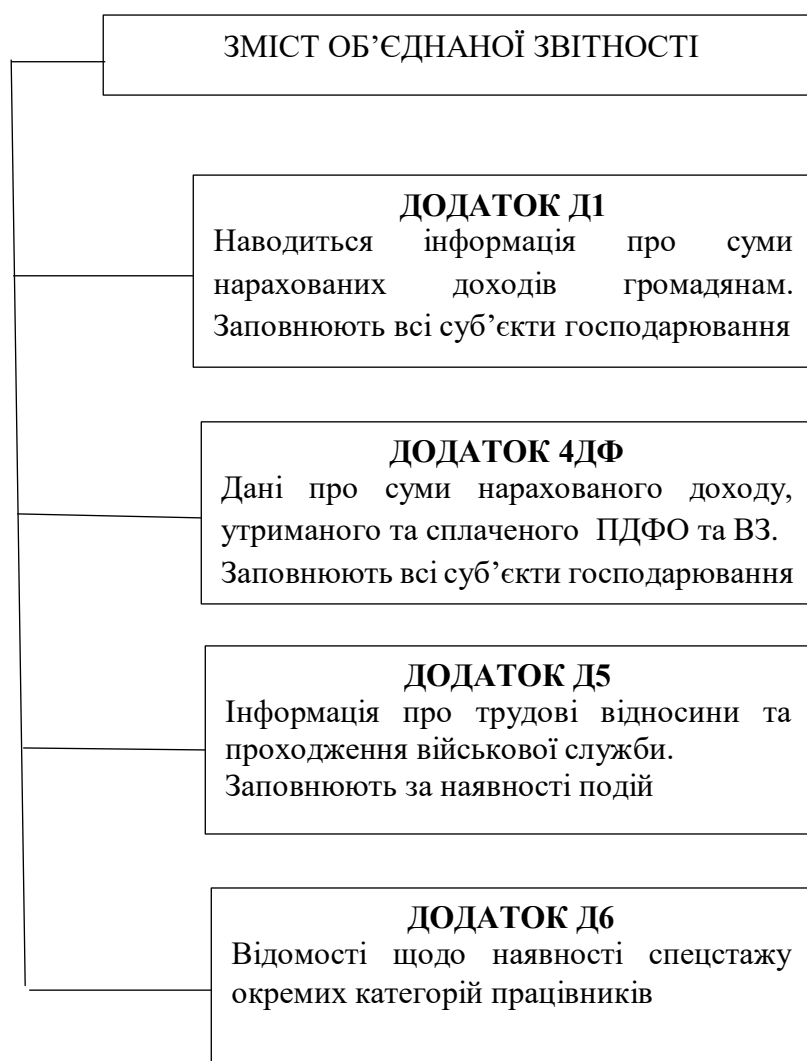 ЗМІСТ ОБ’ЄДНАНОЇ ЗВІТНОСТІ
ДОДАТОК Д1
Наводиться інформація про суми
нарахованих доходів громадянам.
Заповнюють всі суб’єкти господарювання
ДОДАТОК 4ДФ
Дані про суми нарахованого доходу,
утриманого та сплаченого ПДФО та ВЗ.
Заповнюють всі суб’єкти господарювання
ДОДАТОК Д5
Інформація про трудові відносини та
проходження військової служби.
Заповнюють за наявності подій
ДОДАТОК Д6
Відомості щодо наявності спецстажу
окремих категорій працівників